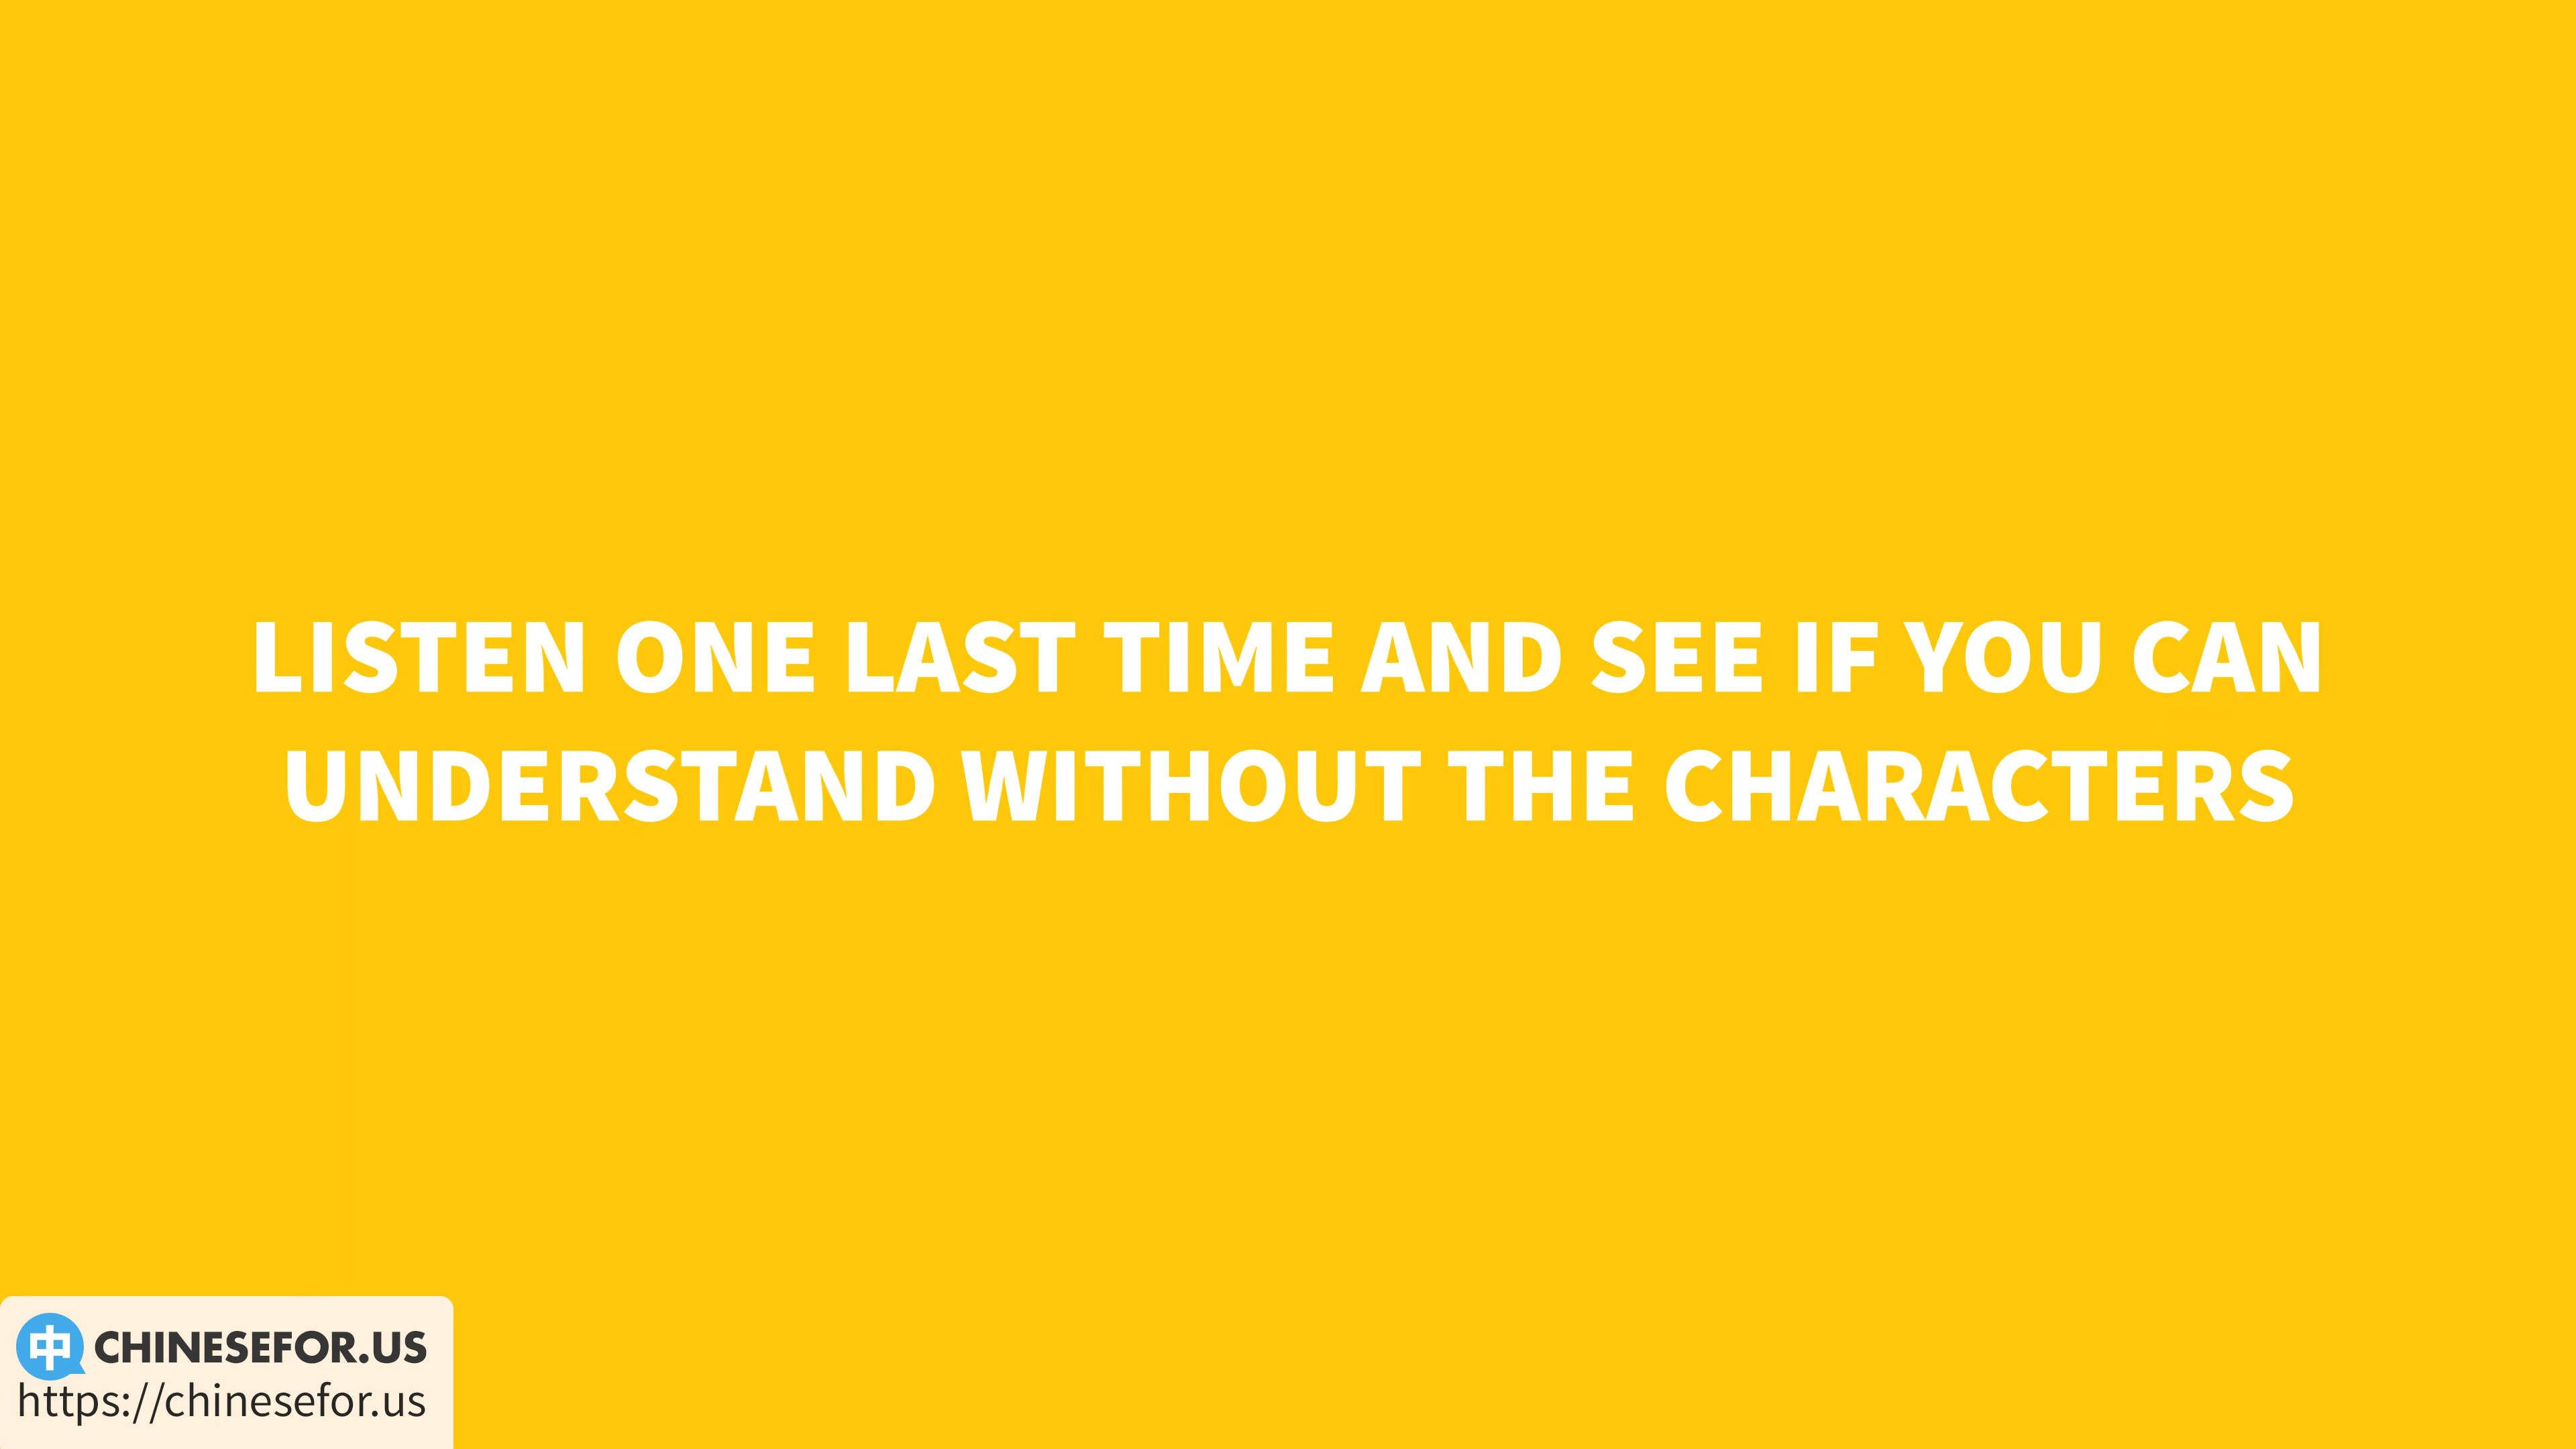 LISTEN ONE LAST TIME AND SEE IF YOU CAN
UNDERSTAND WITHOUT THE CHARACTERS
中 CHINESEFOR.US
https://chinesefor.us